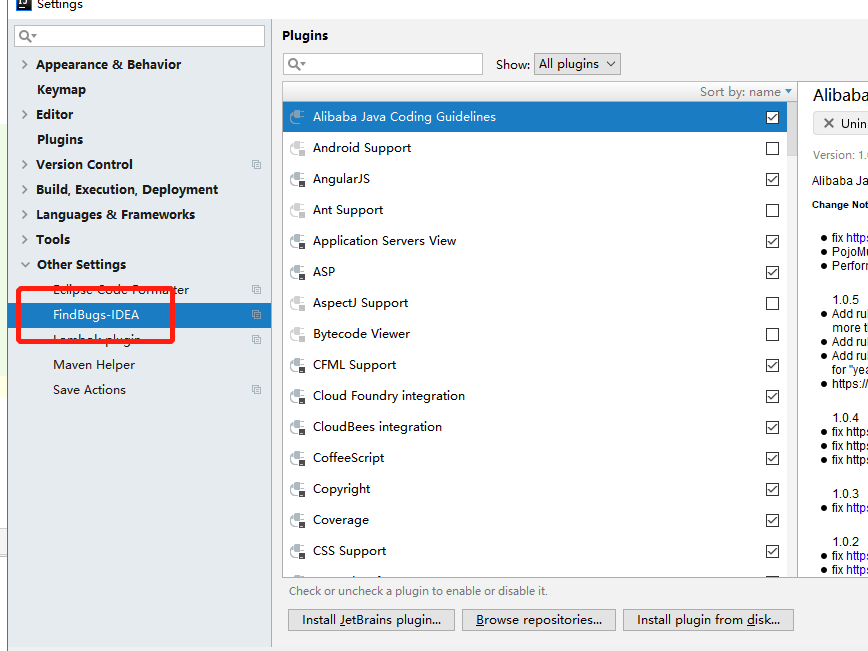 Settings
Appearance & Behavior
Keymap
Editor
Plugins
Version Control
Build, Execution, Deployment
Languages & Frameworks
Tools
Other Settings
Eclipse Code Formatter
FindBugs-IDEA
Lombok plugin
Maven Helper
Save Actions
Plugins
Show: All plugins
Sort by: name
Alibaba Java Coding Guidelines
Android Support
AngularJS
Ant Support
Application Servers View
ASP
AspectJ Support
Bytecode Viewer
CFML Support
Cloud Foundry integration
CloudBees integration
CoffeeScript
Copyright
Coverage
CSS Support
Check or uncheck a plugin to enable or disable it.
Install JetBrains plugin...
Browse repositories...
Install plugin from disk...
Alibaba
Unin
Version: 1.
Alibaba Ja
Change Not
fix http
PojoMu
Perform
1.0.5
Add ru
more t
Add ru
Add ru
for "yea
https://
1.0.4
fix http
fix http
fix http
1.0.3
fix http
1.0.2
fix http
fix http